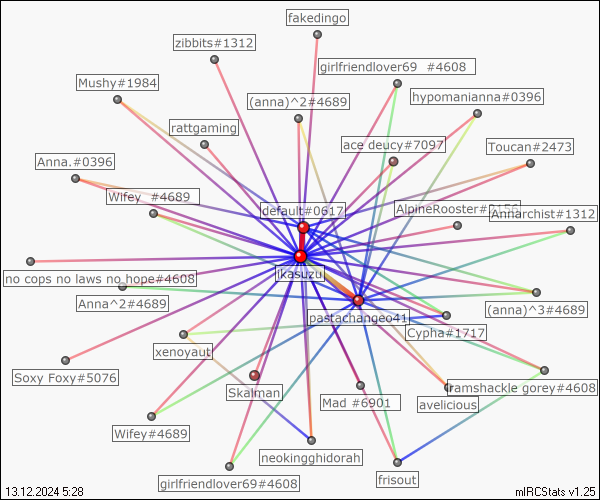 fakedingo
zibbits#1312
girlfriendlover69 #4608
Mushy#1984
(anna)^2#4689
hypomanianna#0396
rattgaming
ace deucy#7097
Toucan#2473
Anna.#0396
Wifey #4689
default#0617
AlpineRooster#
Annarchist#1312
ikasuzu
no cops no laws no hope#4608
Anna^2#4689
pastachangeo41
(anna)^3#4689
Cypha#1717
xenoyaut
Soxy Foxy#5076
Skalman
Mad #6901
ramshackle gorey#4608
avelicious
Wifey#4689
neokingghidorah
girlfriendlover69#4608
frisout
13.12.2024 5:28
mIRCStats v1.25